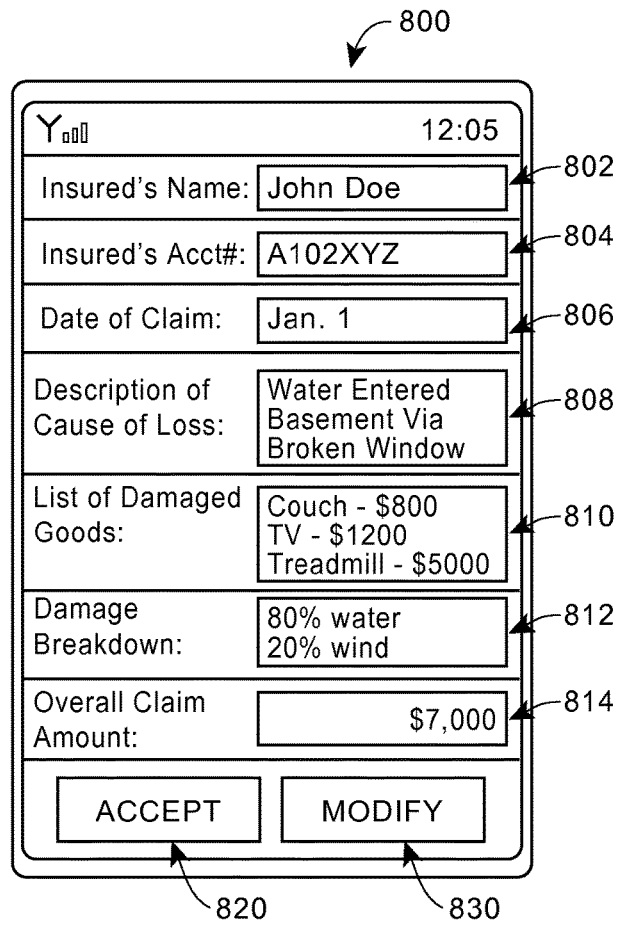 800
12:05
Insured's Name: John Doe
802
Insured's Acct#: A102XYZ
804
Date of Claim: Jan. 1
806
Description of
Cause of Loss:
Water Entered
Basement Via
Broken Window
808
List of Damaged
Goods:
Couch - $800
TV - $1200
Treadmill - $5000
810
Damage
Breakdown:
80% water
20% wind
812
Overall Claim
Amount:
$7,000
814
ACCEPT
MODIFY
820
830